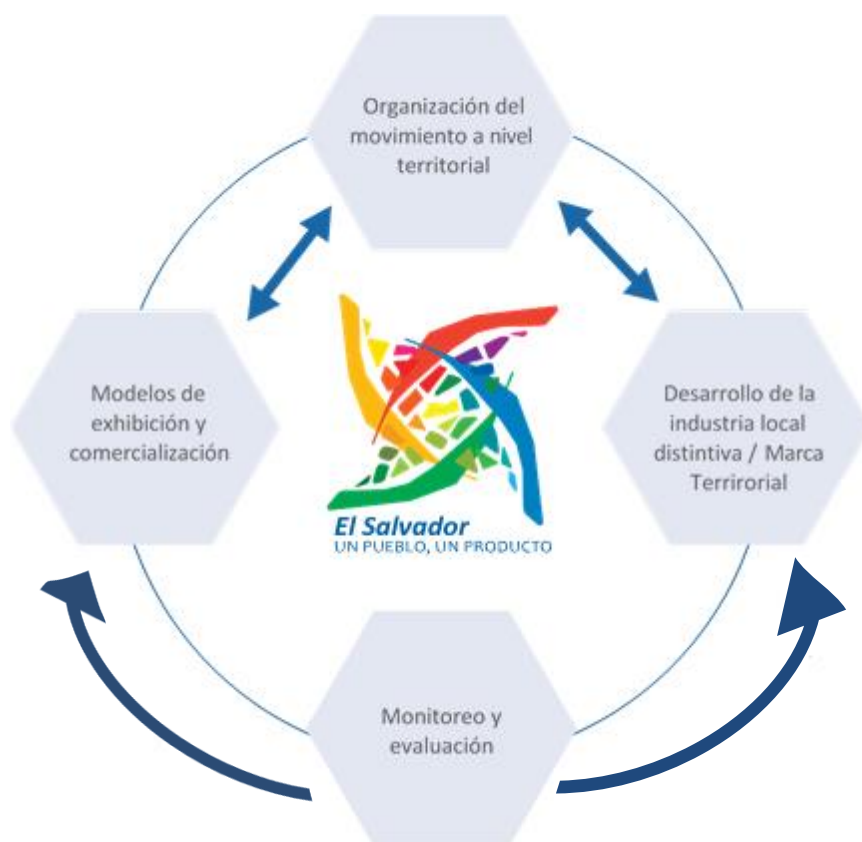 Organización del
movimiento a nivel
territorial
Modelos de
exhibición y
comercialización
Desarrollo de la
industria local
distintiva / Marca
Terrirorial
El Salvador
UN PUEBLO, UN PRODUCTO
Monitoreo y
evaluación